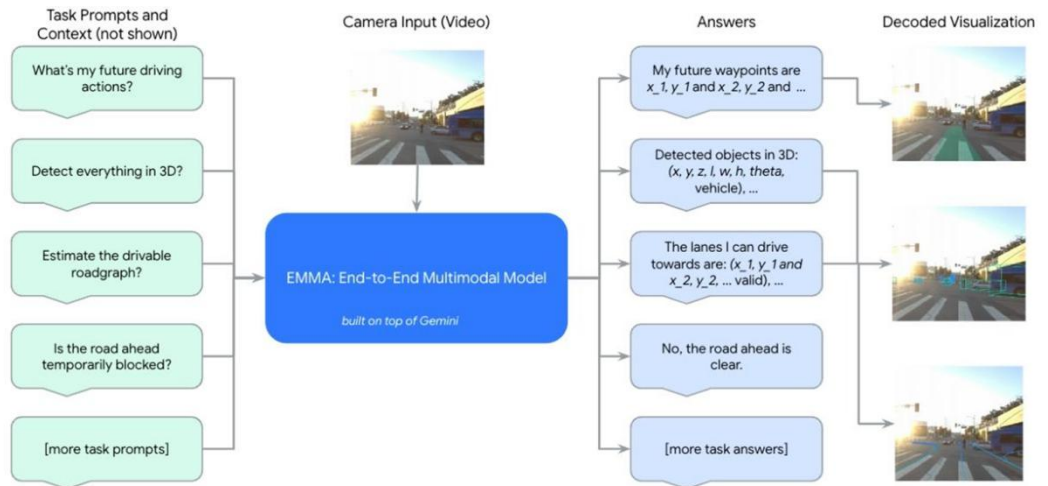 Task Prompts and
Context (not shown)
Camera Input (Video)
Answers
Decoded Visualization
What's my future driving
actions?
Detect everything in 3D?
Estimate the drivable
roadgraph?
Is the road ahead
temporarily blocked?
[more task prompts]
EMMA: End-to-End Multimodal Model
built on top of Gemini
My future waypoints are
x_1, y_1 and x_2, y_2 and ...
Detected objects in 3D:
(x, y, z, l, w, h, theta,
vehicle), ...
The lanes I can drive
towards are: (x_1, y_1 and
x_2, y_2, ... valid), ...
No, the road ahead is
clear.
[more task answers]